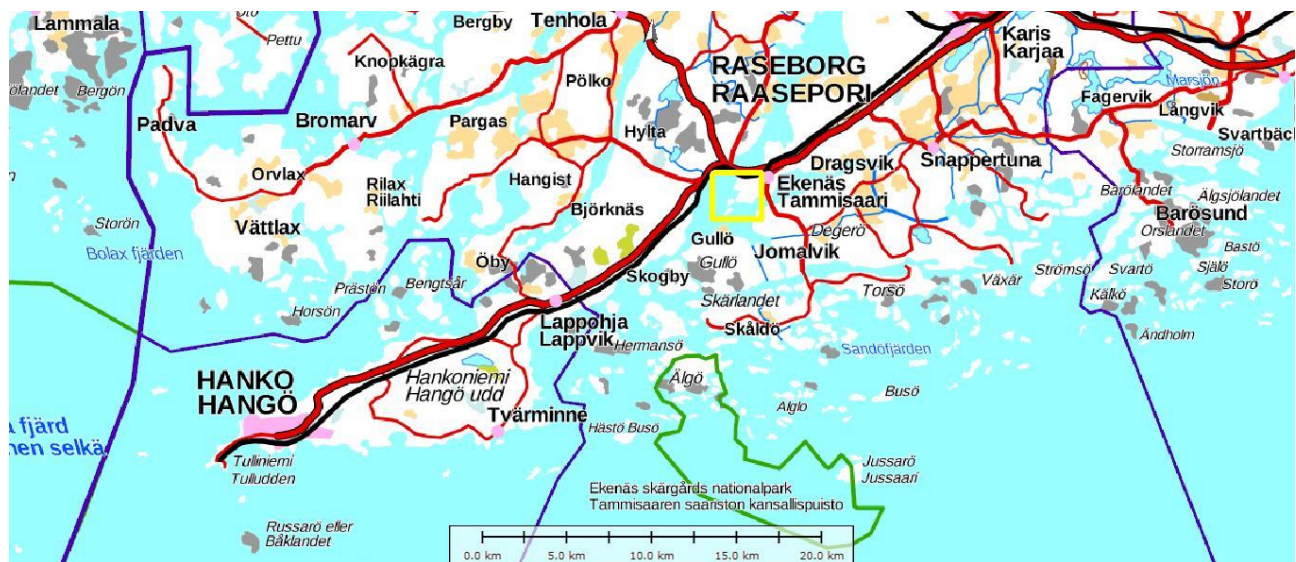 Lammala
Pettu
Bergby
Tenhola
Karis
Karjaa
Knopkägra
Pölko
RASEBORG
RAASEPORI
Marsjön
ölandet
Bergön
Fagervik
Långvik
Padva
Bromarv
Pargas
Hylta
Svartbäck
Storramsjö
Dragsvik
Snappertuna
Orvlax
Rilax
Riilahti
Hangist
Ekenäs
Tammisaari
Barölandet
Älgsjölandet
Björknäs
Barösund
Storön
Vättlax
Degerö
Orslandet
Bolax fjärden
Gullö
Jomalvik
Bastö
Öby
Gullö
Strömsö
Svartö
Själö
Prästön
Bengtsår
Skogby
Växär
Storö
Horsön
Skärlandet
Torsö
Kälkö
Lappohja
Lappvik
Skåldö
Ändholm
Hermansö
Sandöfjärden
HANKO
HANGÖ
Hankoniemi
Hangö udd
Älgö
Busö
Alglo
Tvärminne
Hästö Busö
a fjärd
nen selkä
Tulliniemi
Tulludden
Jussarö
Jussaari
Ekenäs skärgårds nationalpark
Tammisaaren saariston kansallispuisto
Russarö eller
Båklandet
0.0 km 5.0 km 10.0 km 15.0 km 20.0 km